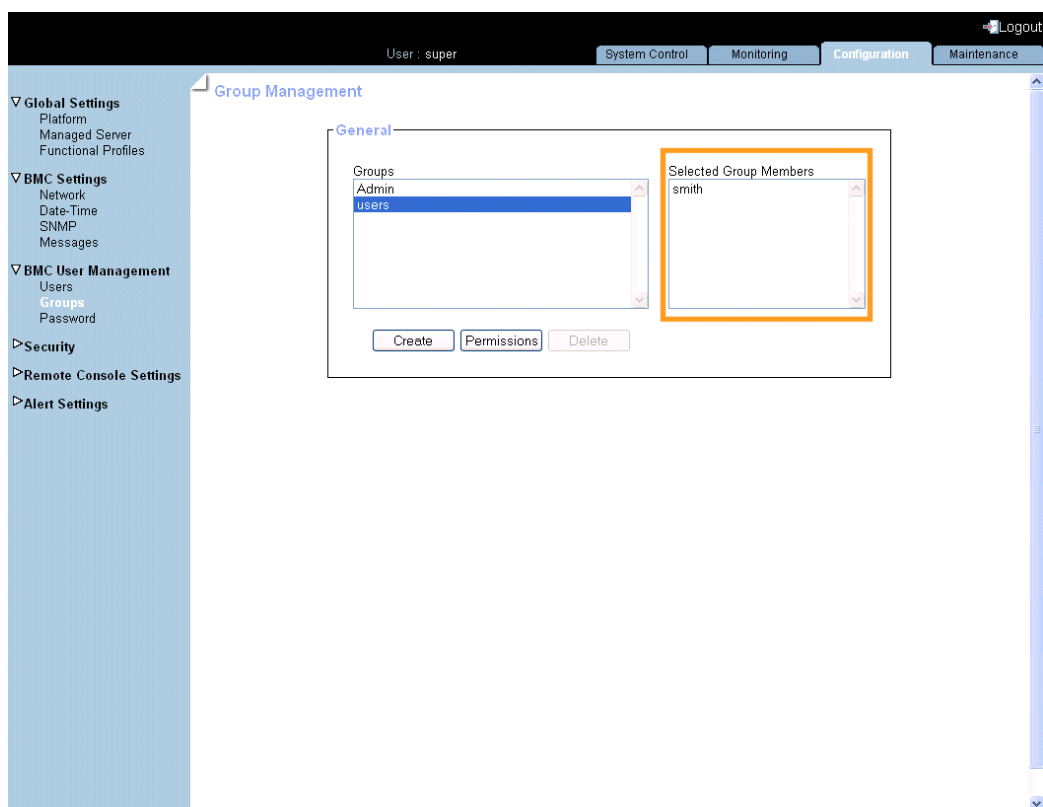 Logout
User : super
System Control
Monitoring
Configuration
Maintenance
Global Settings
Platform
Managed Server
Functional Profiles
BMC Settings
Network
Date-Time
SNMP
Messages
BMC User Management
Users
Groups
Password
Security
Remote Console Settings
Alert Settings
Group Management
General
Groups
Admin
users
Selected Group Members
smith
Create
Permissions
Delete